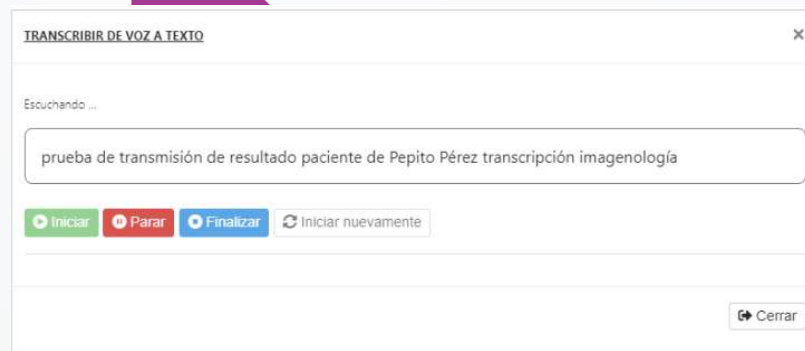 TRANSCRIBIR DE VOZ A TEXTO
Escuchando ...
prueba de transmisión de resultado paciente de Pepito Pérez transcripción imagenología
Iniciar Parar Finalizar Iniciar nuevamente
Cerrar